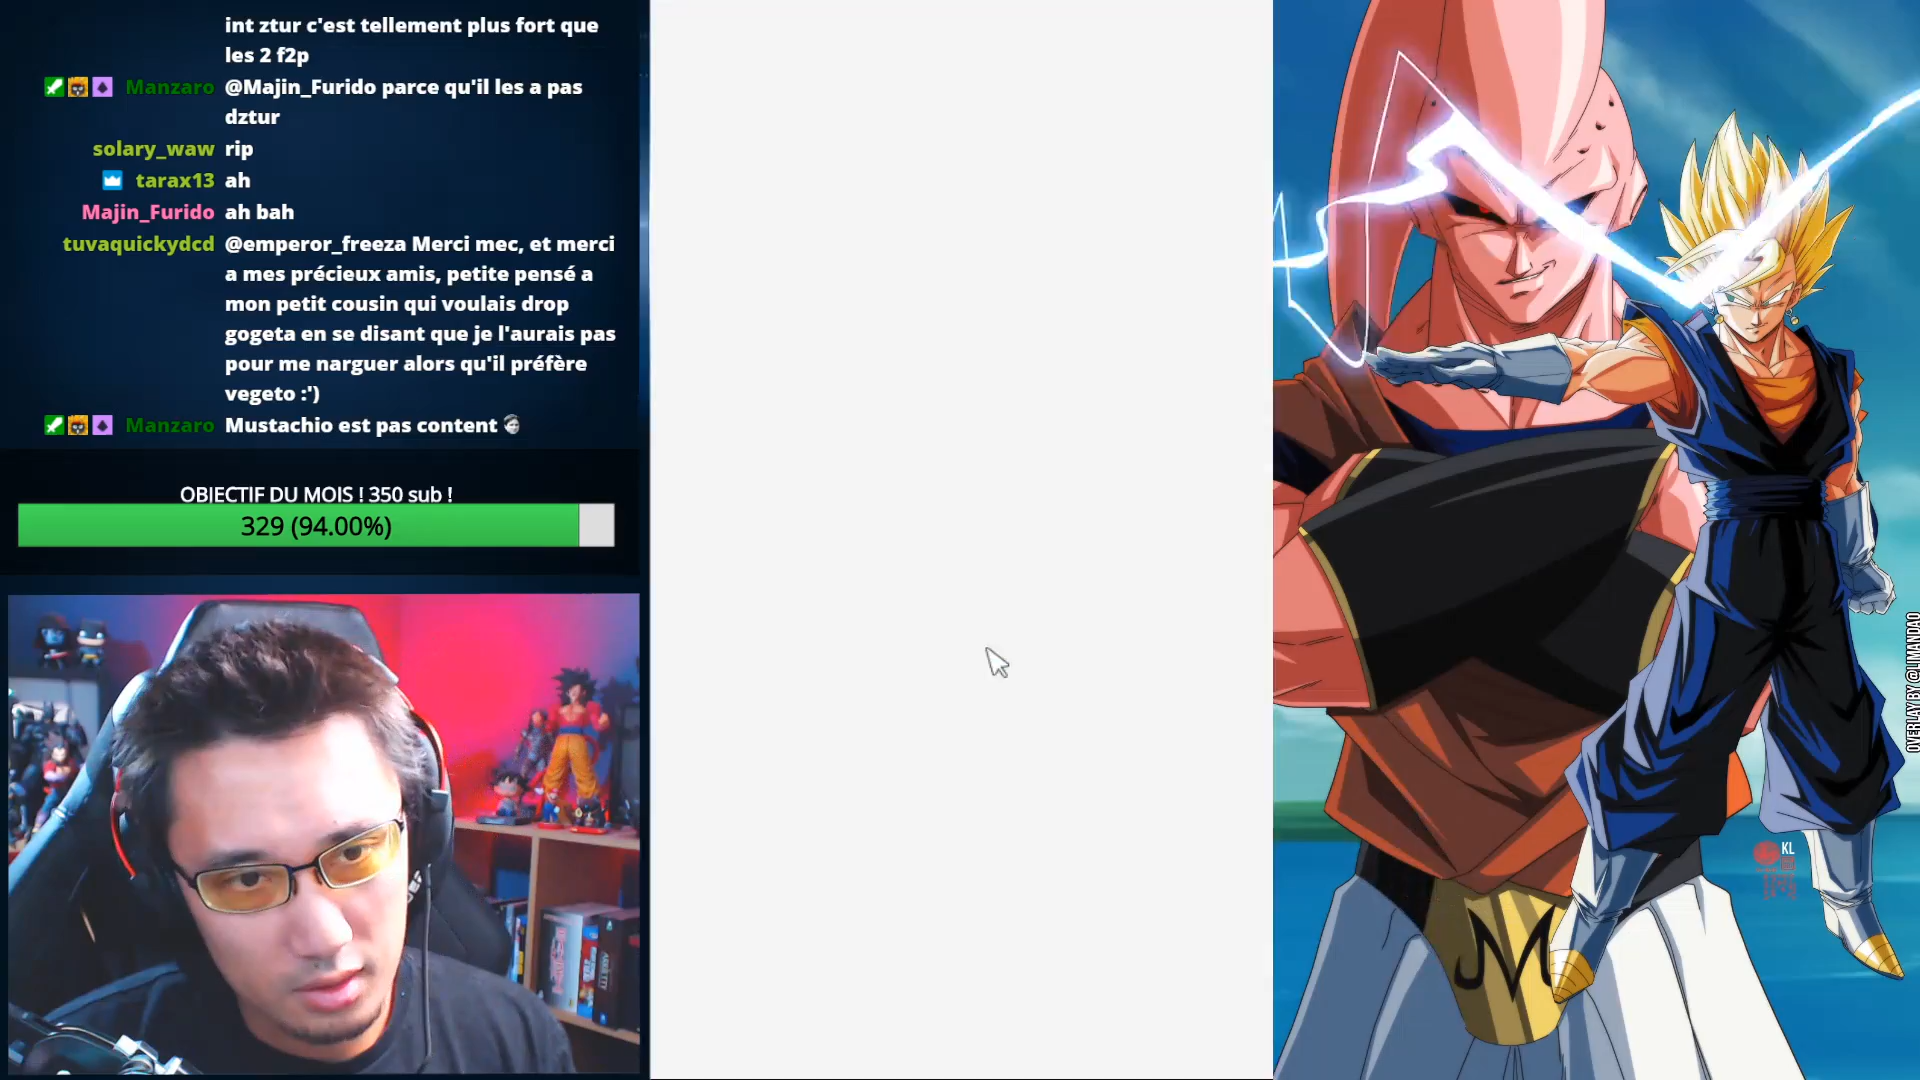 int ztur c'est tellement plus fort que
les 2 f2p
Manzaro @Majin_Furido parce qu'il les a pas
dztur
solary_waw rip
tarax13 ah
Majin_Furido ah bah
tuvaquickydcd @emperor_freeza Merci mec, et merci
a mes précieux amis, petite pensé a
mon petit cousin qui voulais drop
gogeta en se disant que je l'aurais pas
pour me narguer alors qu'il préfère
vegeto :')
Manzaro Mustachio est pas content
OBJECTIF DU MOIS ! 350 sub !
329 (94.00%)
OVERLAY BY @LIMANDAO
KL